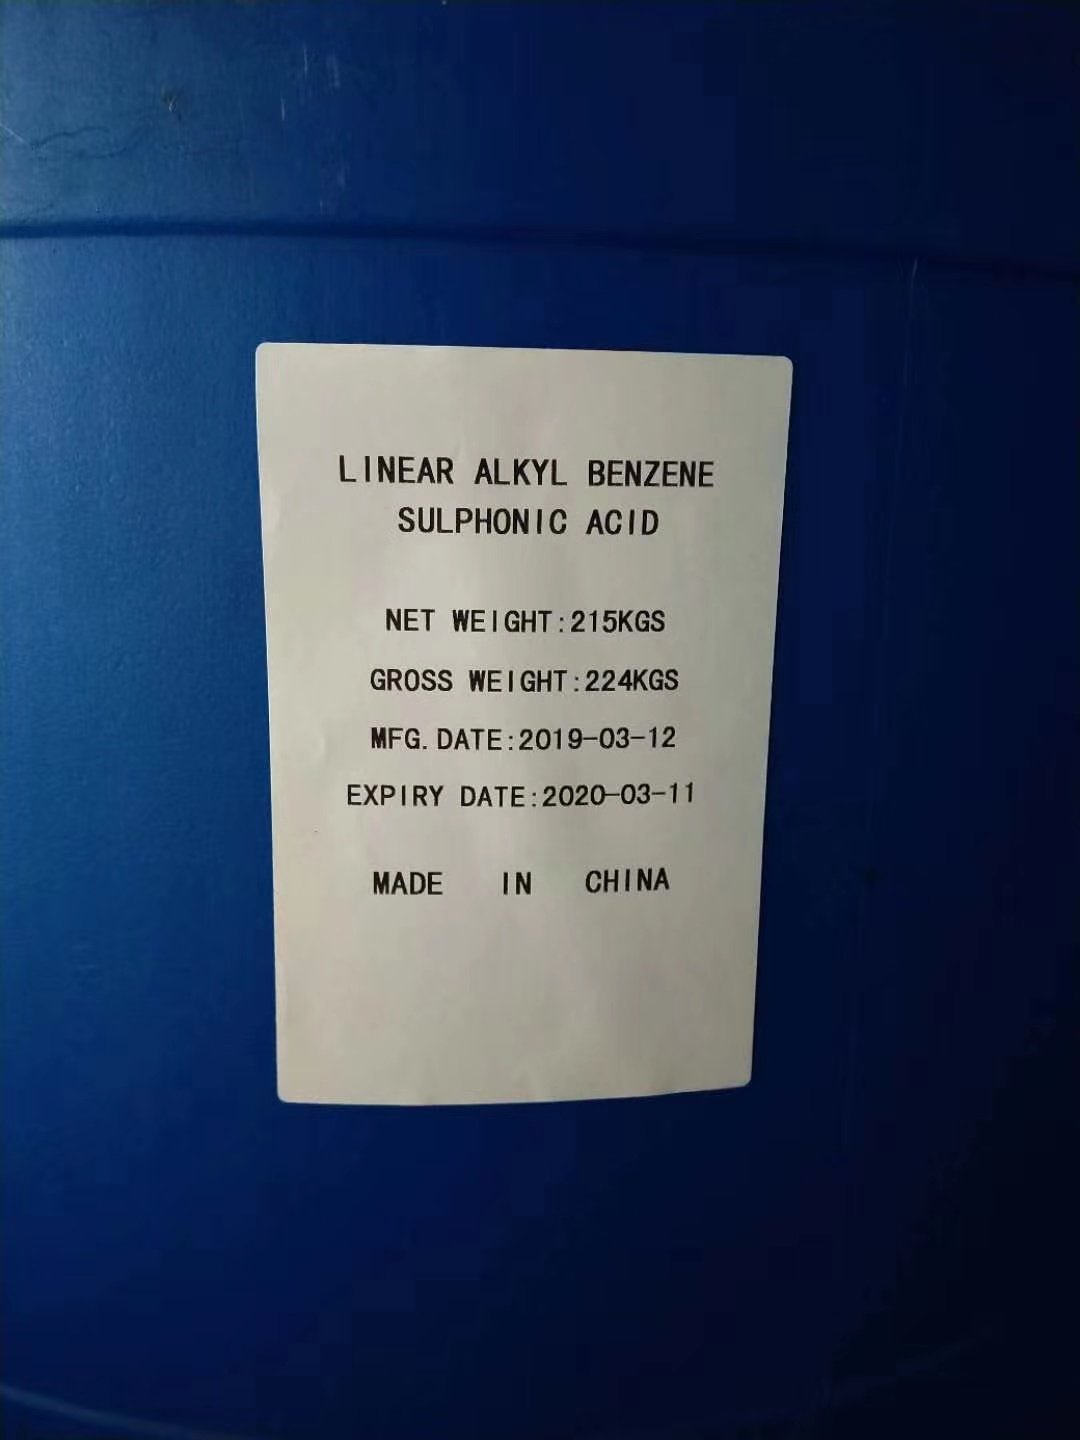 LINEAR ALKYL BENZENE
SULPHONIC ACID
NET WEIGHT:215KGS
GROSS WEIGHT:224KGS
MFG.DATE:2019-03-12
EXPIRY DATE:2020-03-11
MADE IN CHINA